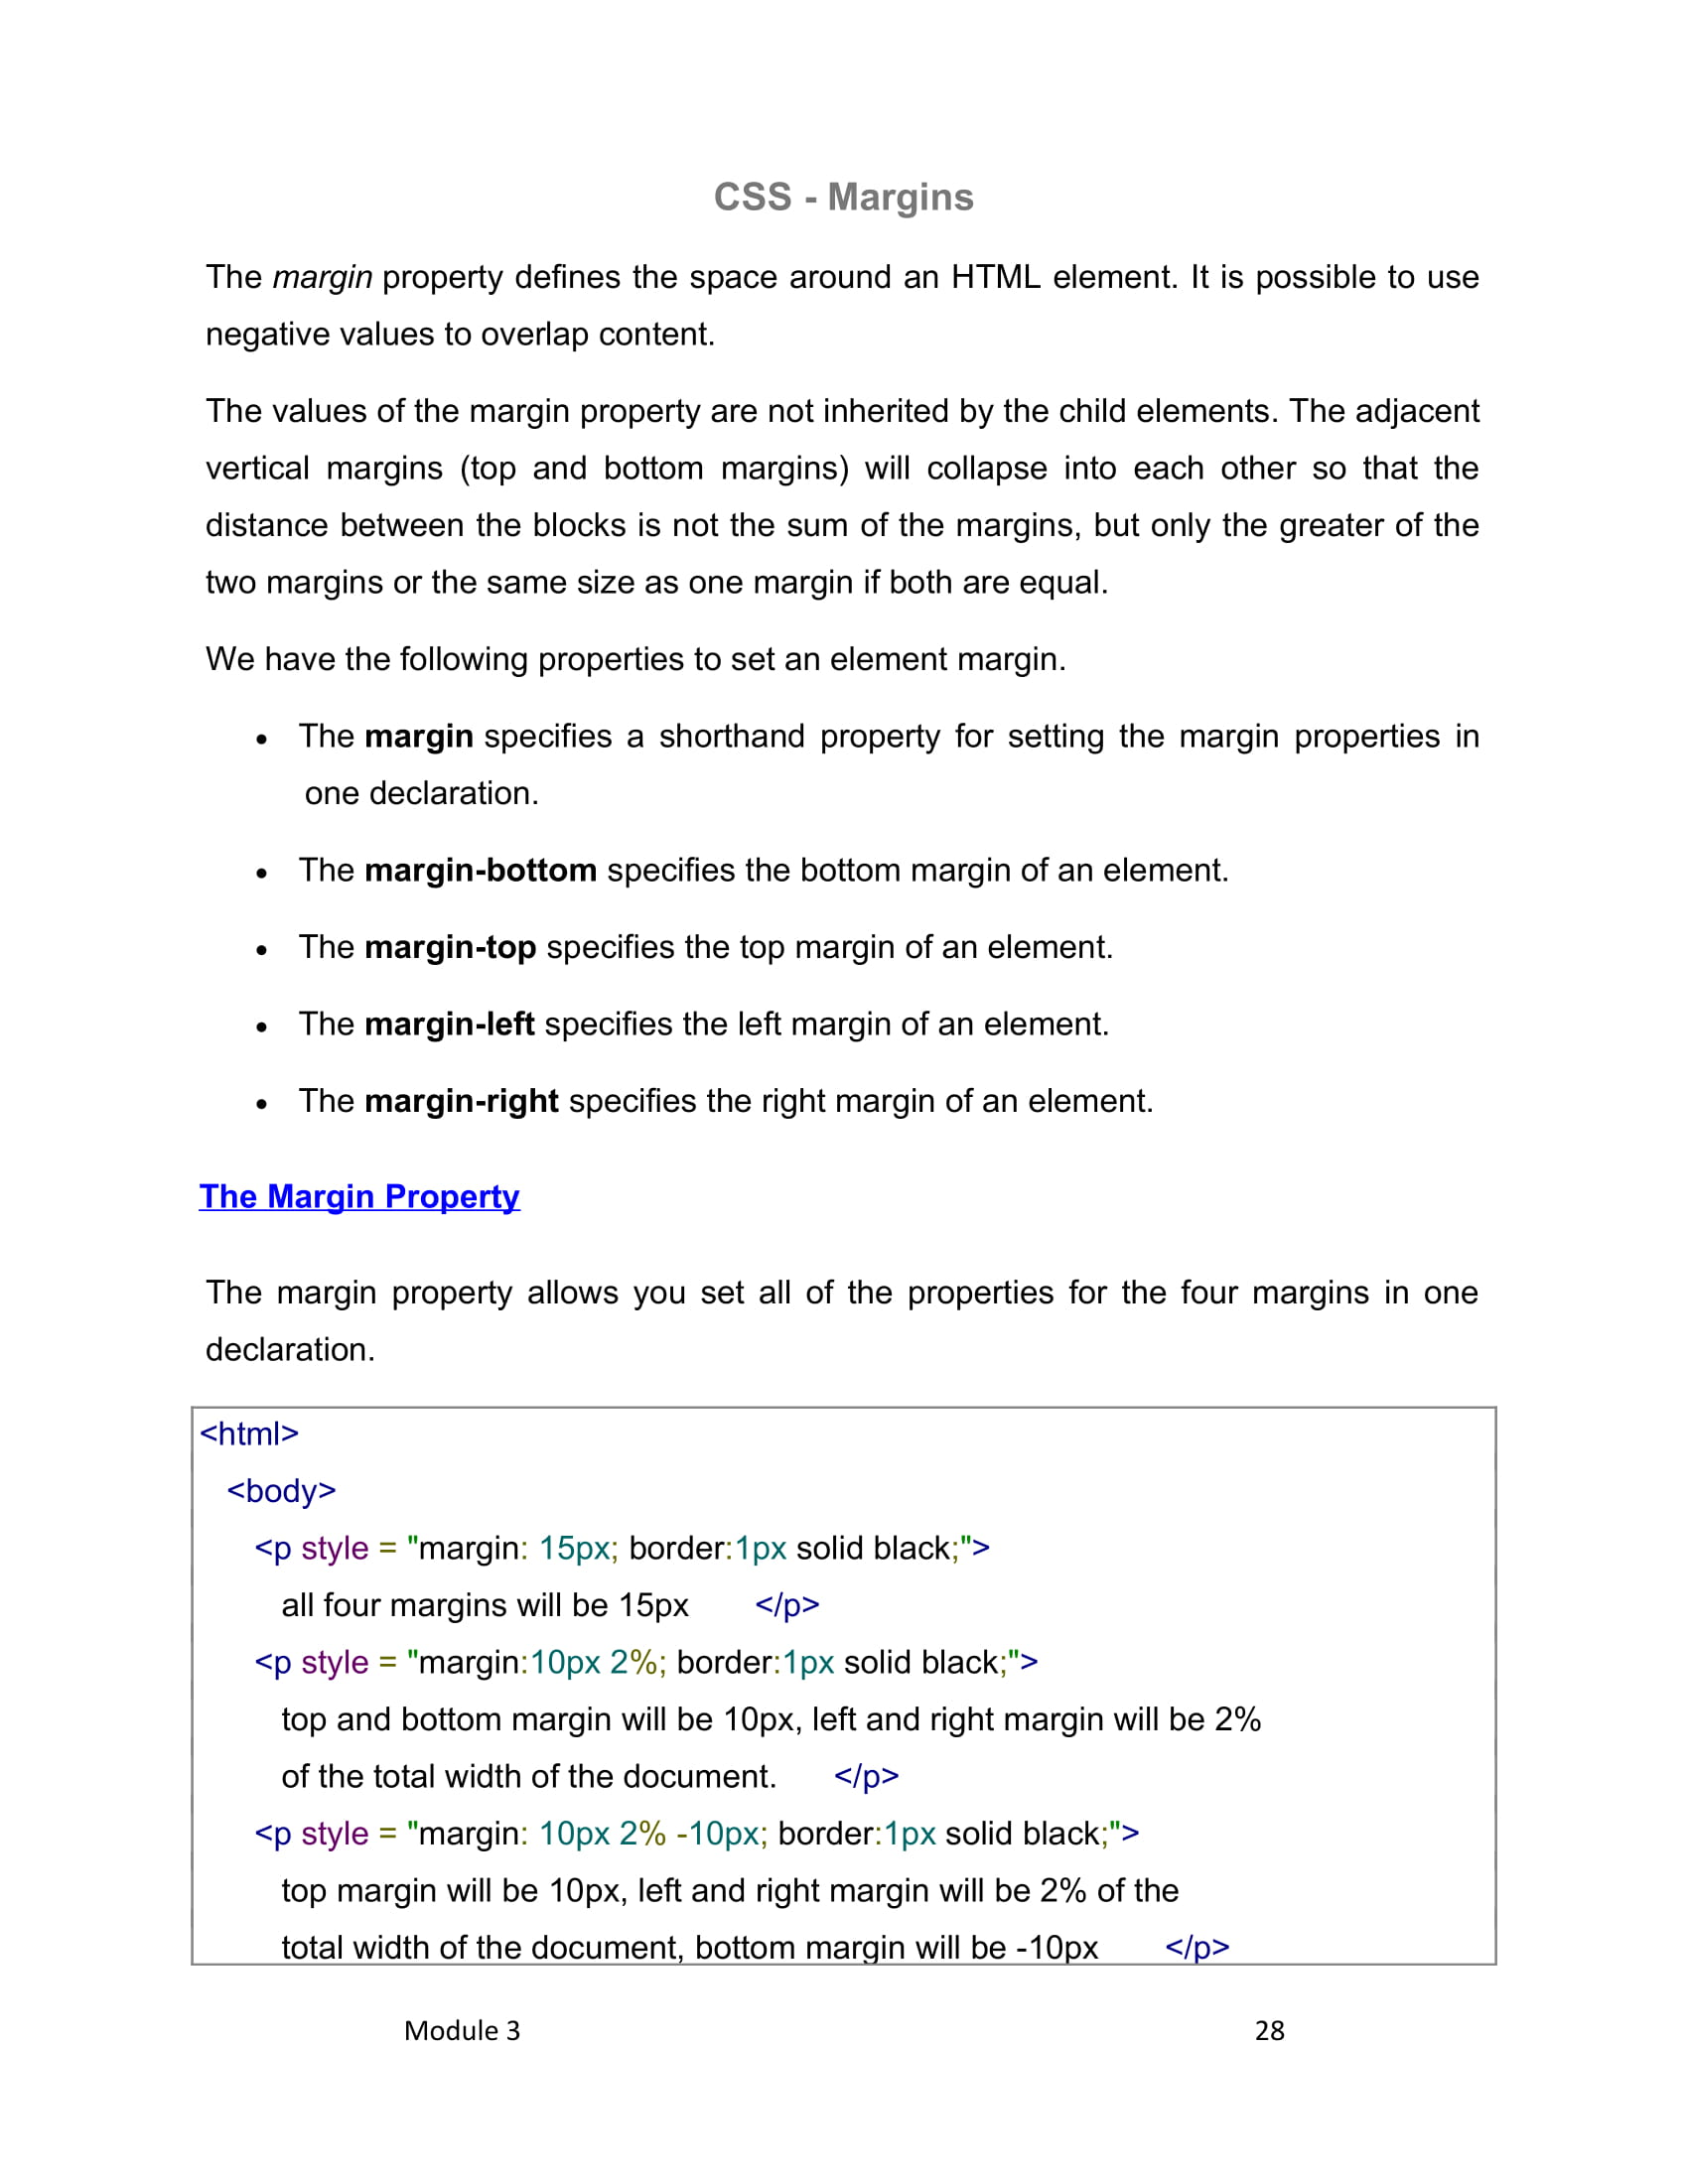 CSS - Margins
The margin property defines the space around an HTML element. It is possible to use
negative values to overlap content.
The values of the margin property are not inherited by the child elements. The adjacent
vertical margins (top and bottom margins) will collapse into each other so that the
distance between the blocks is not the sum of the margins, but only the greater of the
two margins or the same size as one margin if both are equal.
We have the following properties to set an element margin.
• The margin specifies a shorthand property for setting the margin properties in
one declaration.
• The margin-bottom specifies the bottom margin of an element.
• The margin-top specifies the top margin of an element.
• The margin-left specifies the left margin of an element.
• The margin-right specifies the right margin of an element.
The Margin Property
The margin property allows you set all of the properties for the four margins in one
declaration.
<html>
<body>
<p style = "margin: 15px; border:1px solid black;">
all four margins will be 15px </p>
<p style = "margin:10px 2%; border:1px solid black;">
top and bottom margin will be 10px, left and right margin will be 2%
of the total width of the document. </p>
<p style = "margin: 10px 2% -10px; border:1px solid black;">
top margin will be 10px, left and right margin will be 2% of the
total width of the document, bottom margin will be -10px </p>
Module 3 28